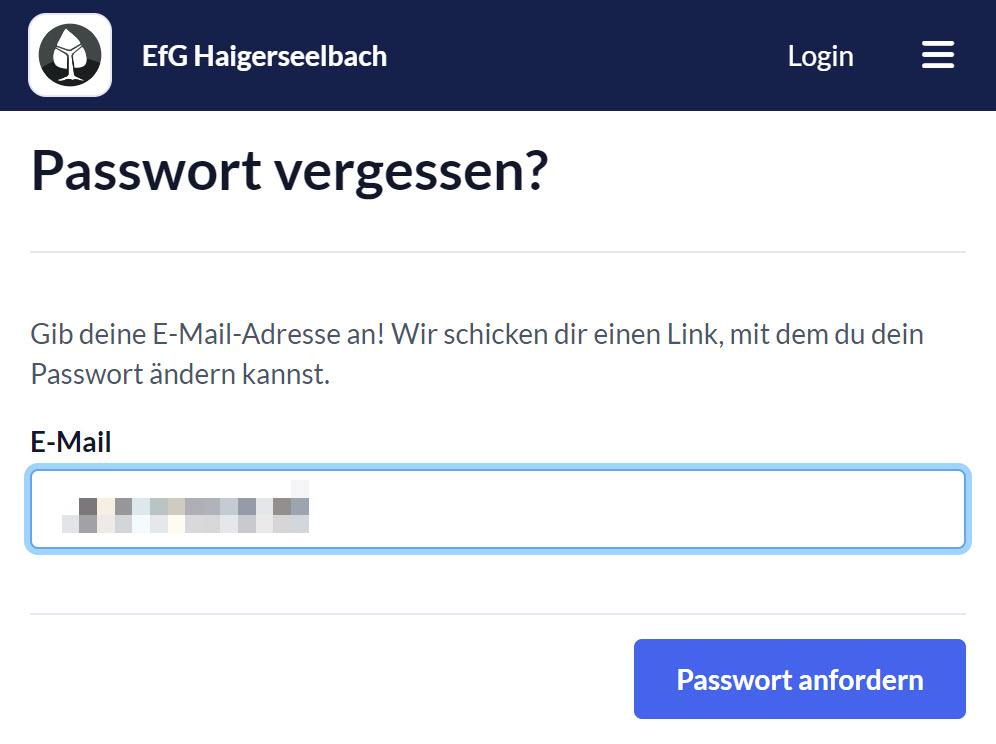 EfG Haigerseelbach
Login
Passwort vergessen?
Gib deine E-Mail-Adresse an! Wir schicken dir einen Link, mit dem du dein
Passwort ändern kannst.
E-Mail
Passwort anfordern